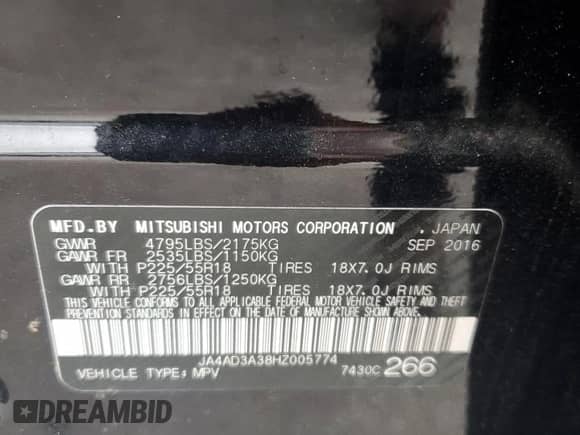 MFD.BY MITSUBISHI MOTORS CORPORATION . JAPAN
GVWR 4795LBS/2175KG SEP 2016
GAWR FR 2535LBS/1150KG
WITH P225/55R18 TIRES 18X7.0J RIMS
GAWR RR 2756LBS/1250KG
WITH P225/55R18 TIRES 18X7.0J RIMS
THIS VEHICLE CONFORMS TO ALL APPLICABLE FEDERAL MOTOR VEHICLE SAFETY AND THEFT
PREVENTION STANDARDS IN EFFECT ON THE DATE OF MANUFACTURE SHOWN ABOVE.
JA4AD3A38HZ005774
VEHICLE TYPE: MPV 7430C 266
DREAMBID